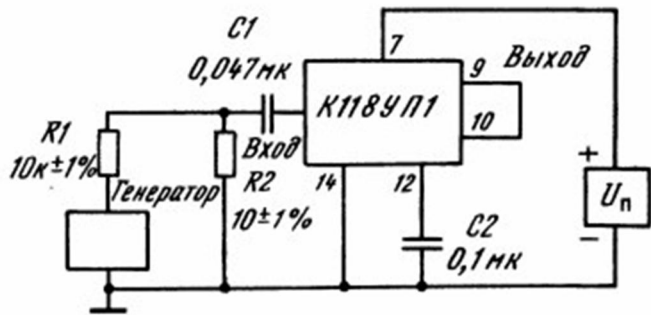 C1
0,047мк
7
9
Выход
К118УП1
10
R1
10к±1%
Вход
R2
10±1%
Генератор
14
12
+
Uп
−
C2
0,1мк